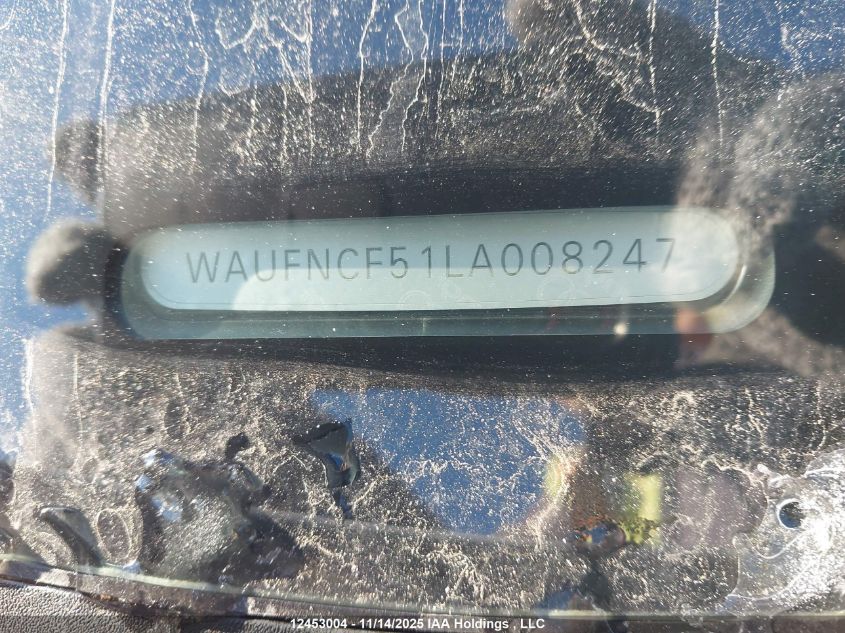 WAUFNCF51LA008247
12453004 - 11/14/2025 IAA Holdings , LLC